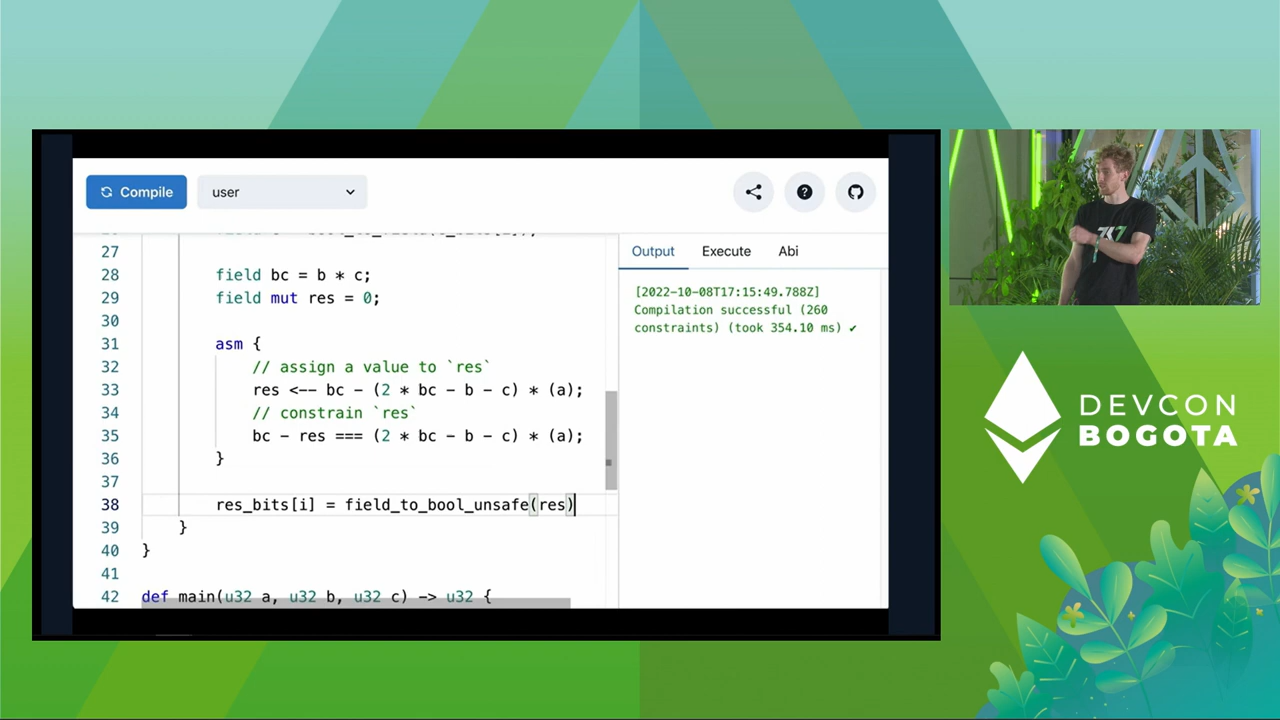 Compile
user
Output
Execute
Abi
27
28 field bc = b * c;
29 field mut res = 0;
30
31 asm {
32 // assign a value to `res`
33 res <-- bc - (2 * bc - b - c) * (a);
34 // constrain `res`
35 bc - res === (2 * bc - b - c) * (a);
36 }
37
38 res_bits[i] = field_to_bool_unsafe(res)
39 }
40 }
41
42 def main(u32 a, u32 b, u32 c) -> u32 {
[2022-10-08T17:15:49.788Z]
Compilation successful (260
constraints) (took 354.10 ms) ✔
DEVCON
BOGOTA